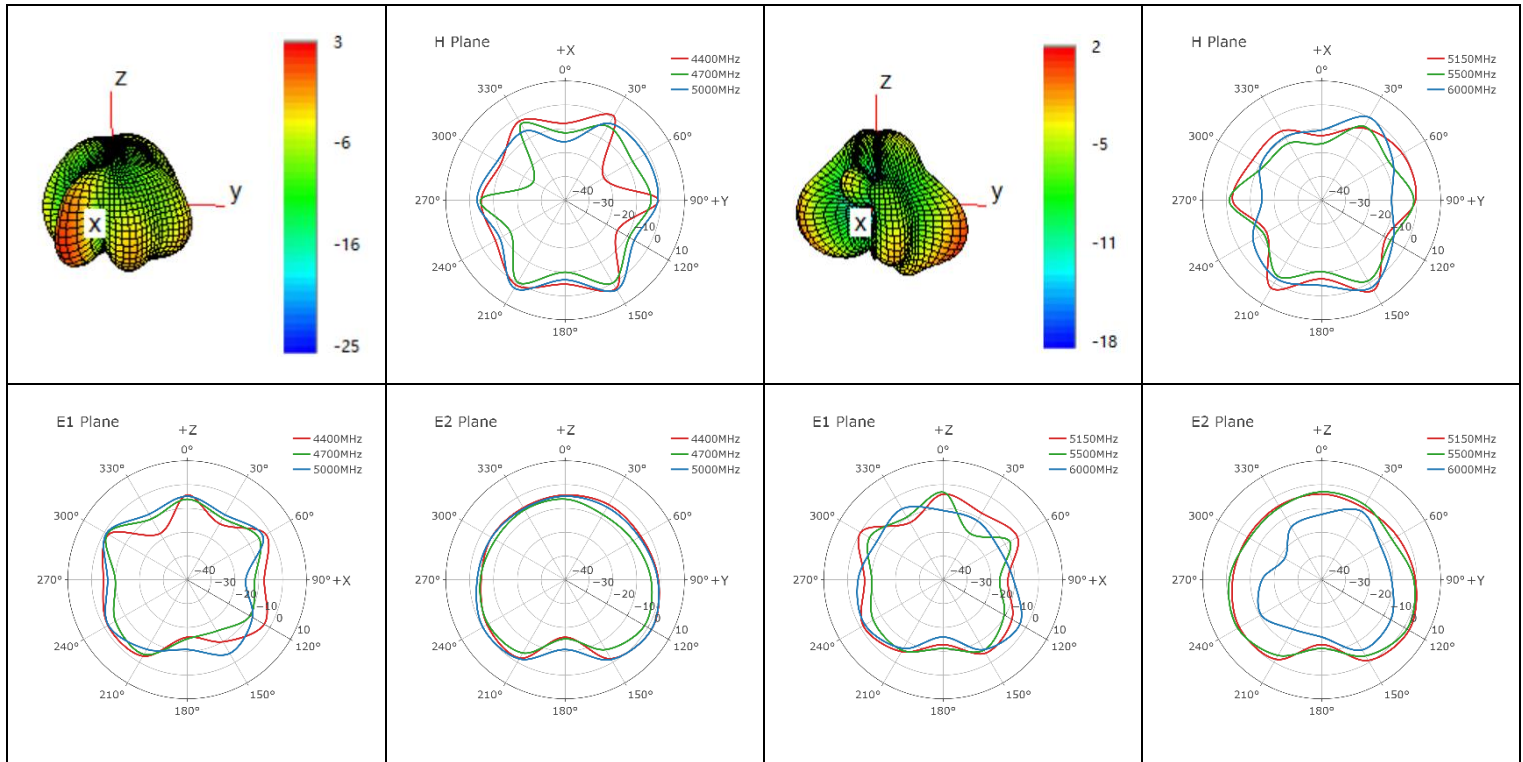 3
-6
-16
-25
Z
y
X
H Plane
4400MHz
4700MHz
5000MHz
+X
0°
30°
60°
90° +Y
120°
150°
180°
210°
240°
270°
300°
330°
−40
−30
−20
−10
0
10
2
-5
-11
-18
Z
y
X
H Plane
5150MHz
5500MHz
6000MHz
+X
0°
30°
60°
90° +Y
120°
150°
180°
210°
240°
270°
300°
330°
−40
−30
−20
−10
0
10
E1 Plane
4400MHz
4700MHz
5000MHz
+Z
0°
30°
60°
90° +X
120°
150°
180°
210°
240°
270°
300°
330°
−40
−30
−20
−10
0
10
E2 Plane
4400MHz
4700MHz
5000MHz
+Z
0°
30°
60°
90° +Y
120°
150°
180°
210°
240°
270°
300°
330°
−40
−30
−20
−10
0
10
E1 Plane
5150MHz
5500MHz
6000MHz
+Z
0°
30°
60°
90° +X
120°
150°
180°
210°
240°
270°
300°
330°
−40
−30
−20
−10
0
10
E2 Plane
5150MHz
5500MHz
6000MHz
+Z
0°
30°
60°
90° +Y
120°
150°
180°
210°
240°
270°
300°
330°
−40
−30
−20
−10
0
10